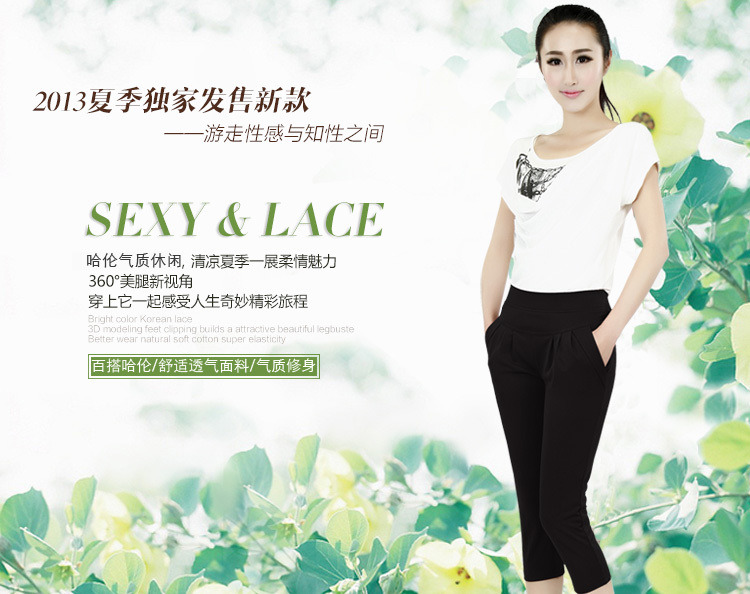 2013夏季独家发售新款
——游走性感与知性之间
SEXY & LACE
哈伦气质休闲, 清凉夏季一展柔情魅力
360°美腿新视角
穿上它一起感受人生奇妙精彩旅程
Bright color Korean lace
3D modeling feet clipping builds a attractive beautiful legbuste
Better wear natural soft cotton super elasticity
百搭哈伦/舒适透气面料/气质修身